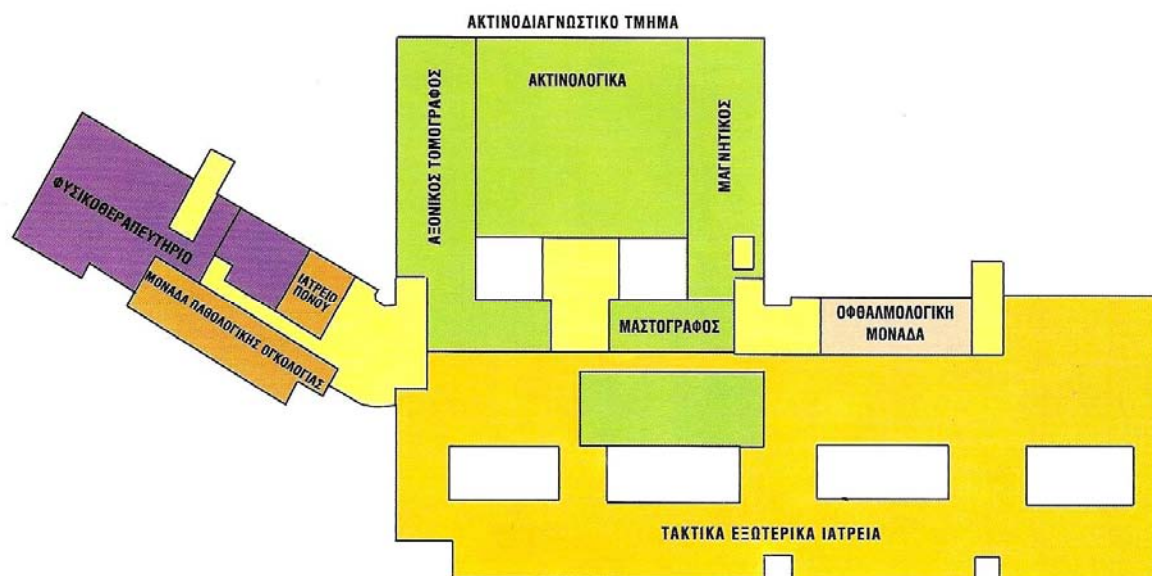 ΑΚΤΙΝΟΔΙΑΓΝΩΣΤΙΚΟ ΤΜΗΜΑ
ΑΞΟΝΙΚΟΣ ΤΟΜΟΓΡΑΦΟΣ
ΑΚΤΙΝΟΛΟΓΙΚΑ
ΜΑΓΝΗΤΙΚΟΣ
ΦΥΣΙΚΟΘΕΡΑΠΕΥΤΗΡΙΟ
ΙΑΤΡΕΙΟ
ΠΟΝΟΥ
ΜΟΝΑΔΑ ΠΑΘΟΛΟΓΙΚΗΣ ΟΓΚΟΛΟΓΙΑΣ
ΜΑΣΤΟΓΡΑΦΟΣ
ΟΦΘΑΛΜΟΛΟΓΙΚΗ
ΜΟΝΑΔΑ
ΤΑΚΤΙΚΑ ΕΞΩΤΕΡΙΚΑ ΙΑΤΡΕΙΑ